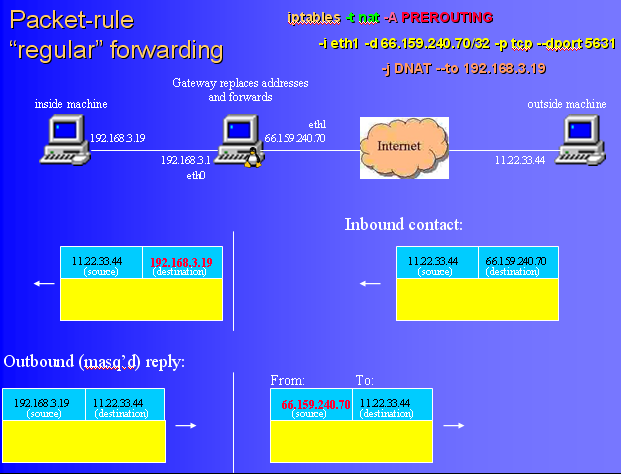 Packet-rule
"regular" forwarding
iptables -t nat -A PREROUTING
-i eth1 -d 66.159.240.70/32 -p tcp --dport 5631
-j DNAT --to 192.168.3.19
Gateway replaces addresses
and forwards
inside machine
outside machine
eth1
192.168.3.19
66.159.240.70
Internet
192.168.3.1
11.22.33.44
eth0
Inbound contact:
11.22.33.44 192.168.3.19
(source) (destination)
11.22.33.44 66.159.240.70
(source) (destination)
Outbound (masq'd) reply:
From: To:
192.168.3.19 11.22.33.44
(source) (destination)
66.159.240.70 11.22.33.44
(source) (destination)